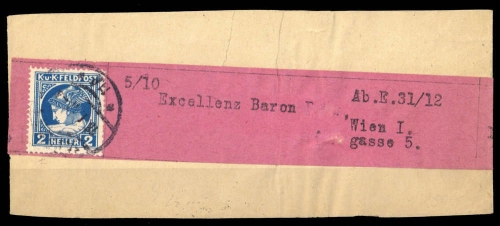 K.u.K.FELDPOST
2 HELLER 2
5/10
Excellenz Baron
Ab.E.31/12
Wien I.
gasse 5.